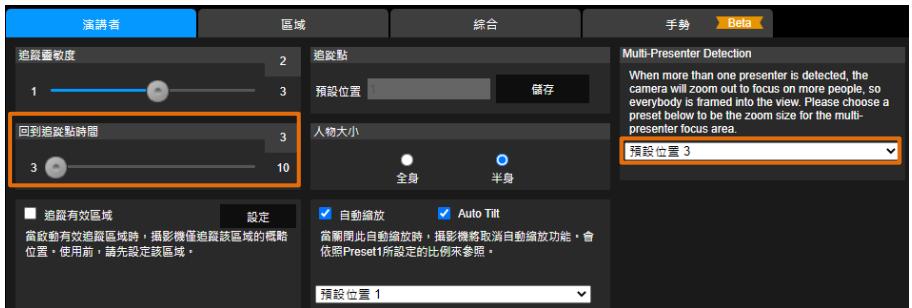 演講者
區域
綜合
手勢
Beta
追蹤靈敏度
2
1
3
回到追蹤點時間
3
3
10
追蹤有效區域
設定
當啟動有效追蹤區域時，攝影機僅追蹤該區域的概略
位置。使用前，請先設定該區域。
追蹤點
預設位置
1
儲存
人物大小
全身
半身
自動縮放
Auto Tilt
當關閉此自動縮放時，攝影機將取消自動縮放功能。會
依照Preset1所設定的比例來參照。
預設位置 1
Multi-Presenter Detection
When more than one presenter is detected, the
camera will zoom out to focus on more people, so
everybody is framed into the view. Please choose a
preset below to be the zoom size for the multi-
presenter focus area.
預設位置 3